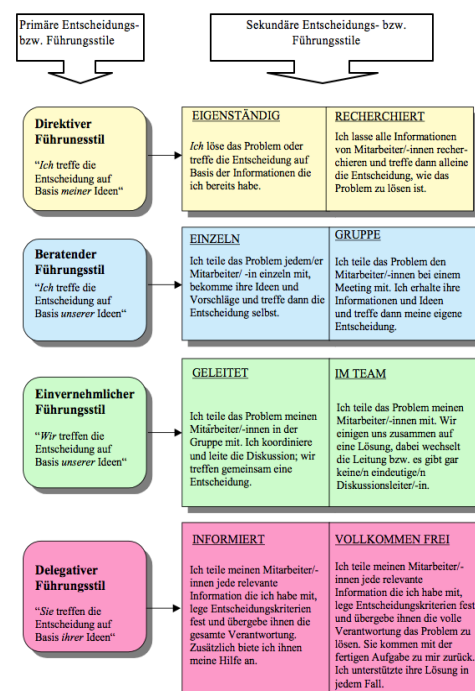 Primäre Entscheidungs-
bzw. Führungsstile
Sekundäre Entscheidungs- bzw.
Führungsstile
Direktiver
Führungsstil
“Ich treffe die
Entscheidung auf
Basis meiner Ideen“
EIGENSTÄNDIG
Ich löse das Problem oder
treffe die Entscheidung auf
Basis der Informationen die
ich bereits habe.
RECHERCHIERT
Ich lasse alle Informationen
von Mitarbeiter/-innen recher-
chieren und treffe dann alleine
die Entscheidung, wie das
Problem zu lösen ist.
Beratender
Führungsstil
“Ich treffe die
Entscheidung auf
Basis unserer Ideen“
EINZELN
Ich teile das Problem jedem/er
Mitarbeiter/ -in einzeln mit,
bekomme ihre Ideen und
Vorschläge und treffe dann die
Entscheidung selbst.
GRUPPE
Ich teile das Problem den
Mitarbeiter/-innen bei einem
Meeting mit. Ich erhalte ihre
Informationen und Ideen
und treffe dann meine eigene
Entscheidung.
Einvernehmlicher
Führungsstil
“Wir treffen die
Entscheidung auf
Basis unserer Ideen“
GELEITET
Ich teile das Problem meinen
Mitarbeiter/-innen in der
Gruppe mit. Ich koordiniere
und leite die Diskussion; wir
treffen gemeinsam eine
Entscheidung.
IM TEAM
Ich teile das Problem meinen
Mitarbeiter/-innen mit. Wir
einigen uns zusammen auf
eine Lösung, dabei wechselt
die Leitung bzw. es gibt gar
keine/n eindeutige/n
Diskussionsleiter/-in.
Delegativer
Führungsstil
“Sie treffen die
Entscheidung auf
Basis ihrer Ideen“
INFORMIERT
Ich teile meinen Mitarbeiter/-
innen jede relevante
Information die ich habe mit,
lege Entscheidungskriterien
fest und übergebe ihnen die
gesamte Verantwortung.
Zusätzlich biete ich ihnen
meine Hilfe an.
VOLLKOMMEN FREI
Ich teile meinen Mitarbeiter/-
innen jede relevante
Information die ich habe mit,
lege Entscheidungskriterien fest
und übergebe ihnen die volle
Verantwortung das Problem zu
lösen. Sie kommen mit der
fertigen Aufgabe zu mir zurück.
Ich unterstützte ihre Lösung in
jedem Fall.